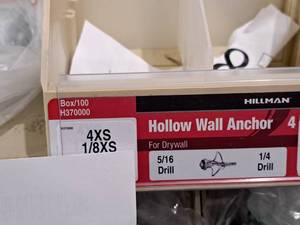 Box/100
H370000
HILLMAN
4XS
1/8XS
Hollow Wall Anchor 4
For Drywall
5/16 1/4
Drill Drill